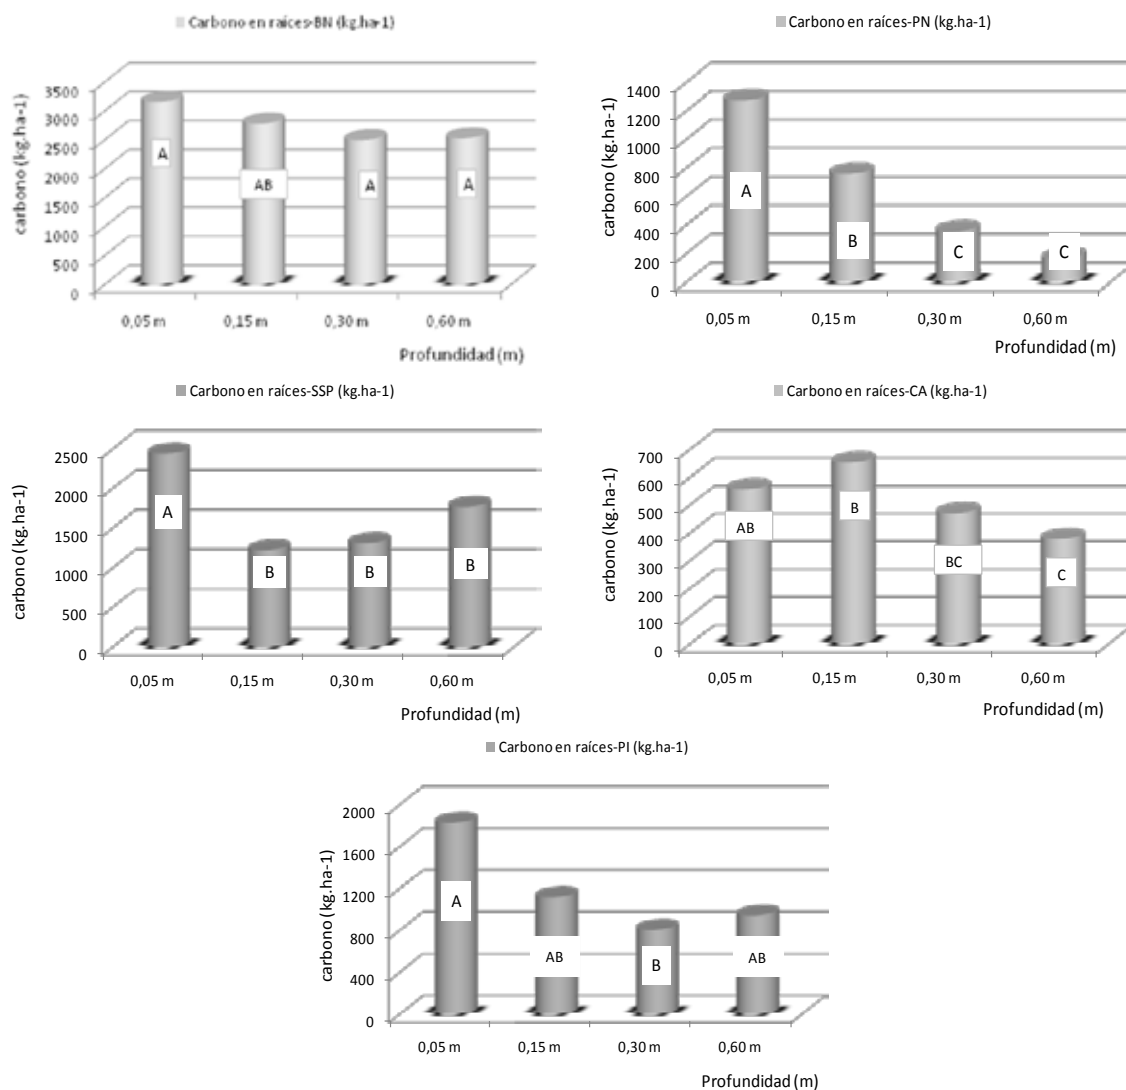 Carbono en raíces-BN (kg.ha-1)
carbono (kg.ha-1)
3500
3000
2500
2000
1500
1000
500
0
A
AB
A
A
0,05 m
0,15 m
0,30 m
0,60 m
Profundidad (m)
Carbono en raíces-PN (kg.ha-1)
carbono (kg.ha-1)
1400
1200
1000
800
600
400
200
0
A
B
C
C
0,05 m
0,15 m
0,30 m
0,60 m
Profundidad (m)
Carbono en raíces-SSP (kg.ha-1)
carbono (kg.ha-1)
2500
2000
1500
1000
500
0
A
B
B
B
0,05 m
0,15 m
0,30 m
0,60 m
Profundidad (m)
Carbono en raíces-CA (kg.ha-1)
carbono (kg.ha-1)
700
600
500
400
300
200
100
0
AB
B
BC
C
0,05 m
0,15 m
0,30 m
0,60 m
Profundidad (m)
Carbono en raíces-PI (kg.ha-1)
carbono (kg.ha-1)
2000
1600
1200
800
400
0
A
AB
B
AB
0,05 m
0,15 m
0,30 m
0,60 m
Profundidad (m)